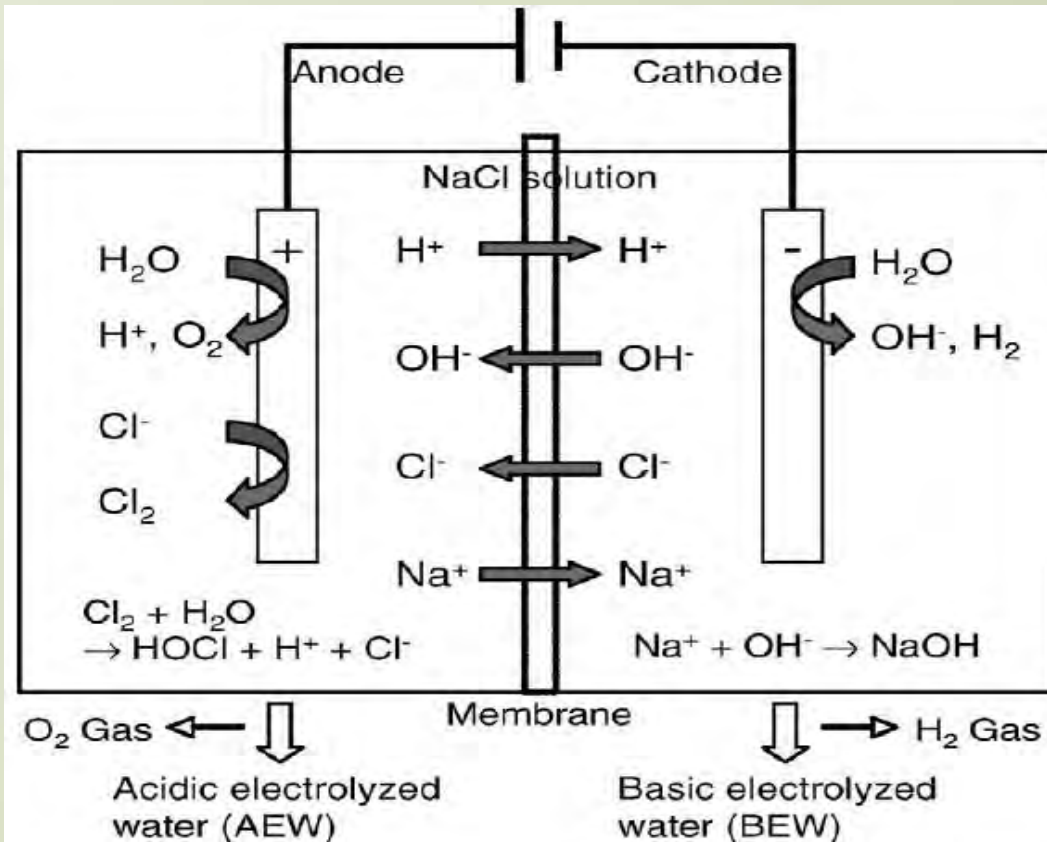 Anode
Cathode
NaCl solution
+
-
H₂O
H⁺, O₂
Cl⁻
Cl₂
H⁺ H⁺
OH⁻ OH⁻
Cl⁻ Cl⁻
Na⁺ Na⁺
H₂O
OH⁻, H₂
Cl₂ + H₂O
→ HOCl + H⁺ + Cl⁻
Na⁺ + OH⁻ → NaOH
Membrane
O₂ Gas
H₂ Gas
Acidic electrolyzed
water (AEW)
Basic electrolyzed
water (BEW)